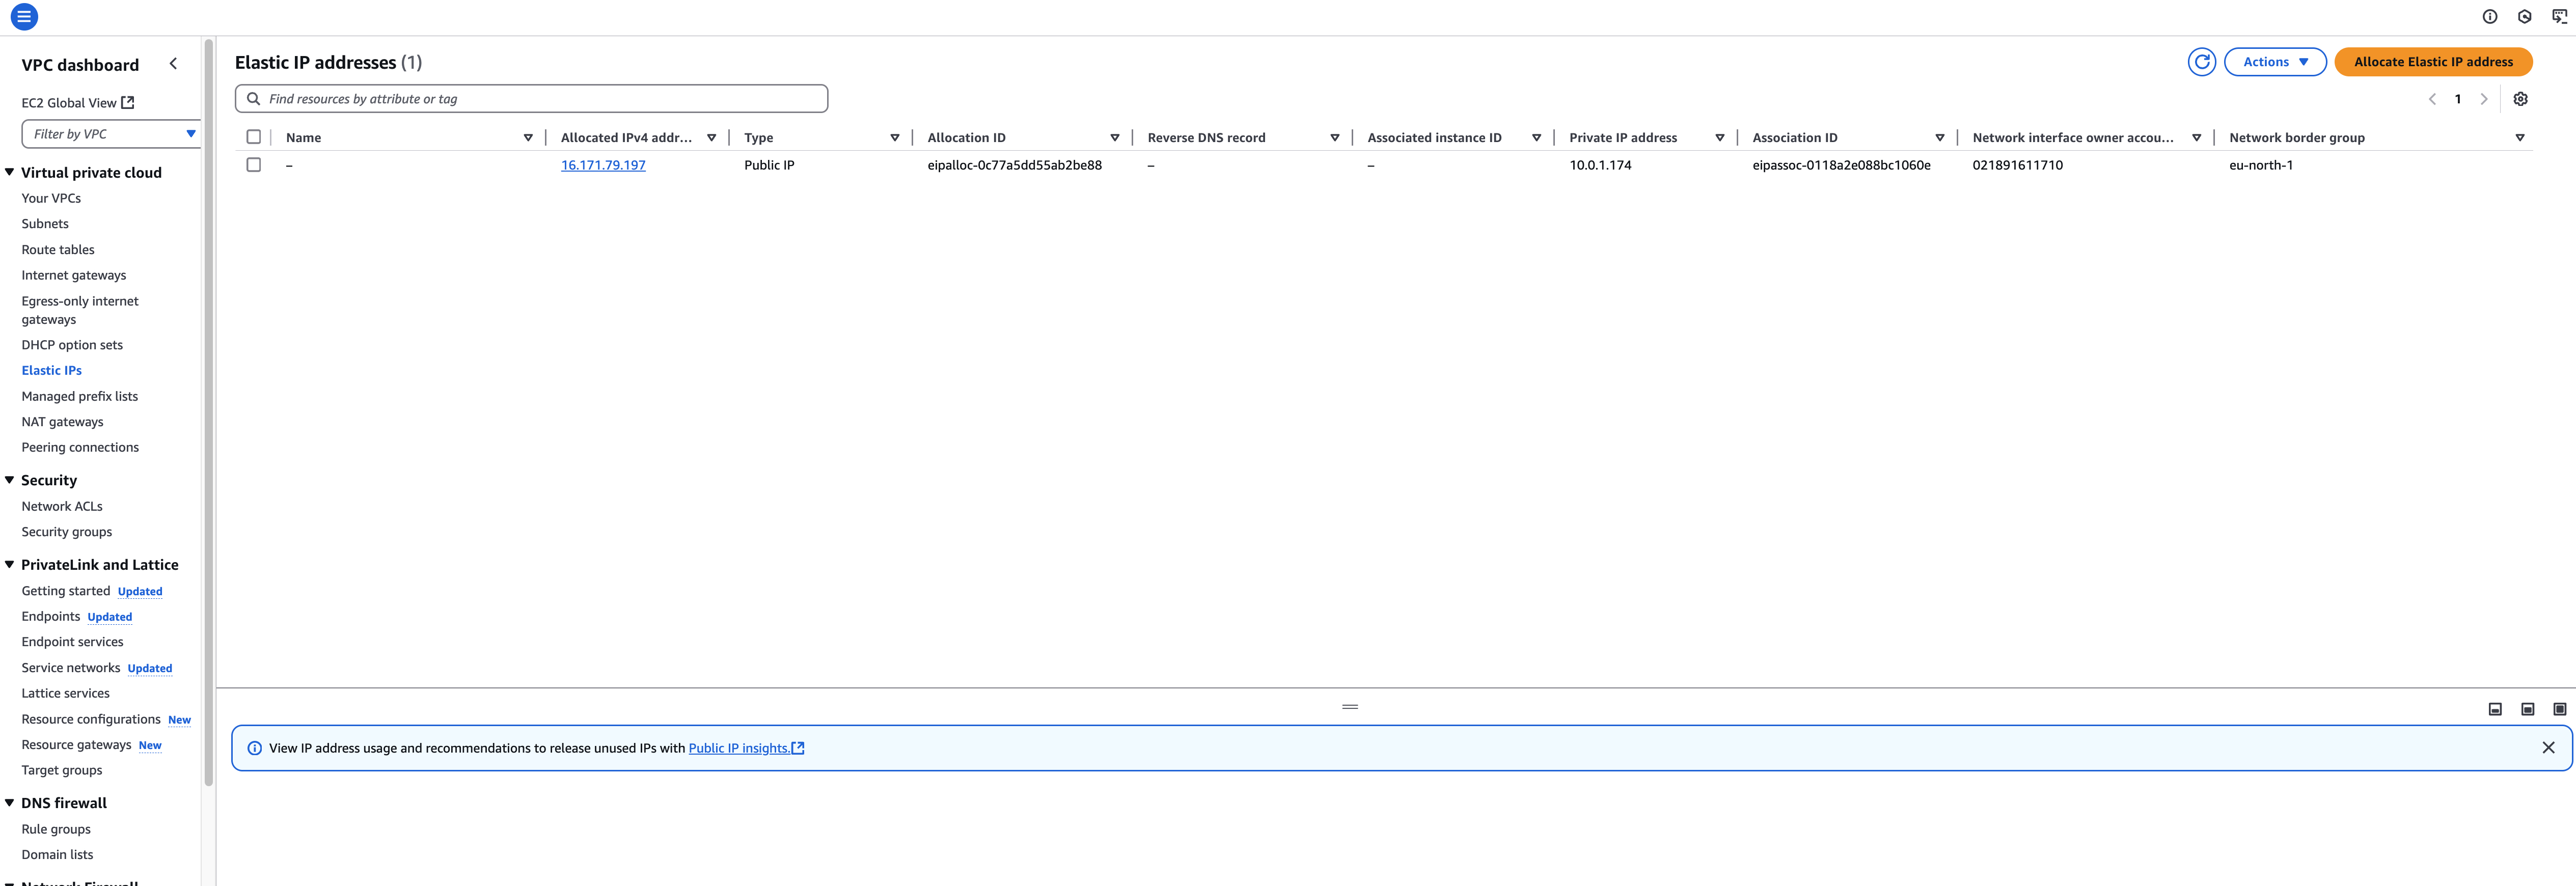 VPC dashboard
EC2 Global View
Filter by VPC
Virtual private cloud
Your VPCs
Subnets
Route tables
Internet gateways
Egress-only internet
gateways
DHCP option sets
Elastic IPs
Managed prefix lists
NAT gateways
Peering connections
Security
Network ACLs
Security groups
PrivateLink and Lattice
Getting started Updated
Endpoints Updated
Endpoint services
Service networks Updated
Lattice services
Resource configurations New
Resource gateways New
Target groups
DNS firewall
Rule groups
Domain lists
Network Firewall
Elastic IP addresses (1)
Actions
Allocate Elastic IP address
Find resources by attribute or tag
1
Name Allocated IPv4 addr... Type Allocation ID Reverse DNS record Associated instance ID Private IP address Association ID Network interface owner accou... Network border group
– 16.171.79.197 Public IP eipalloc-0c77a5dd55ab2be88 – – 10.0.1.174 eipassoc-0118a2e088bc1060e 021891611710 eu-north-1
View IP address usage and recommendations to release unused IPs with Public IP insights.